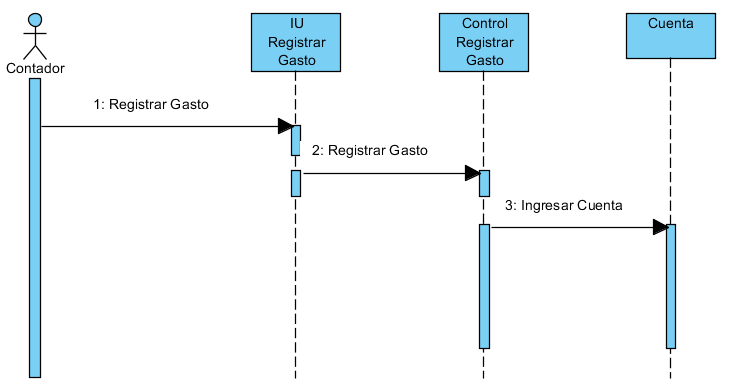 IU
Registrar
Gasto
Control
Registrar
Gasto
Cuenta
Contador
1: Registrar Gasto
2: Registrar Gasto
3: Ingresar Cuenta